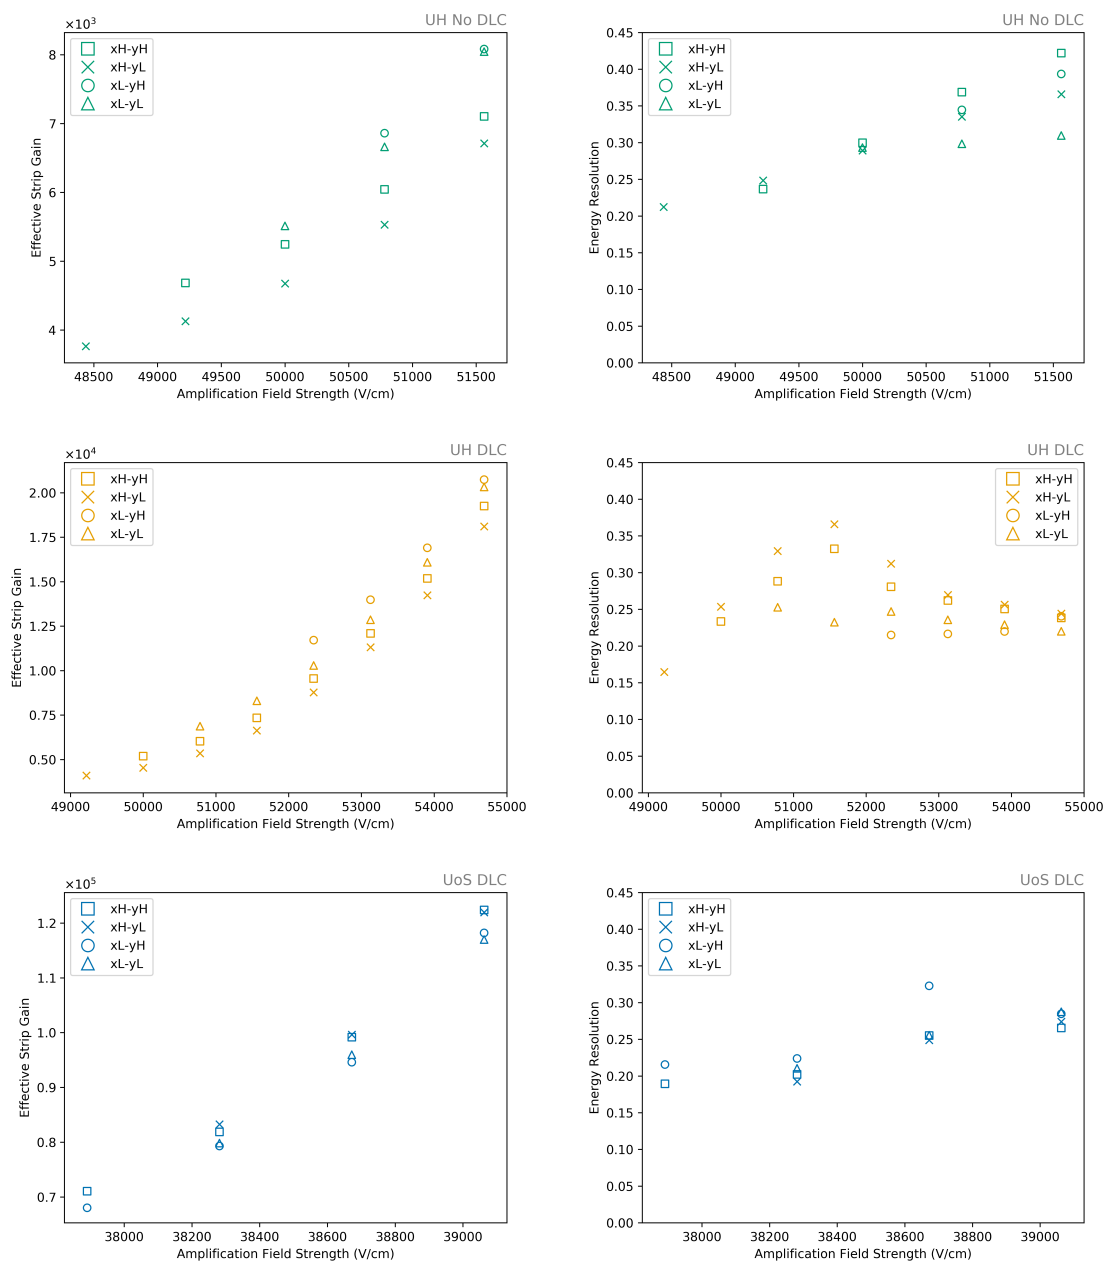 ×10³
UH No DLC
xH-yH
xH-yL
xL-yH
xL-yL
8
7
6
5
4
Effective Strip Gain
48500 49000 49500 50000 50500 51000 51500
Amplification Field Strength (V/cm)
UH No DLC
xH-yH
xH-yL
xL-yH
xL-yL
0.45
0.40
0.35
0.30
0.25
0.20
0.15
0.10
0.05
0.00
Energy Resolution
48500 49000 49500 50000 50500 51000 51500
Amplification Field Strength (V/cm)
×10⁴
UH DLC
xH-yH
xH-yL
xL-yH
xL-yL
2.00
1.75
1.50
1.25
1.00
0.75
0.50
Effective Strip Gain
49000 50000 51000 52000 53000 54000 55000
Amplification Field Strength (V/cm)
UH DLC
xH-yH
xH-yL
xL-yH
xL-yL
0.45
0.40
0.35
0.30
0.25
0.20
0.15
0.10
0.05
0.00
Energy Resolution
49000 50000 51000 52000 53000 54000 55000
Amplification Field Strength (V/cm)
×10⁵
UoS DLC
xH-yH
xH-yL
xL-yH
xL-yL
1.2
1.1
1.0
0.9
0.8
0.7
Effective Strip Gain
38000 38200 38400 38600 38800 39000
Amplification Field Strength (V/cm)
UoS DLC
xH-yH
xH-yL
xL-yH
xL-yL
0.45
0.40
0.35
0.30
0.25
0.20
0.15
0.10
0.05
0.00
Energy Resolution
38000 38200 38400 38600 38800 39000
Amplification Field Strength (V/cm)